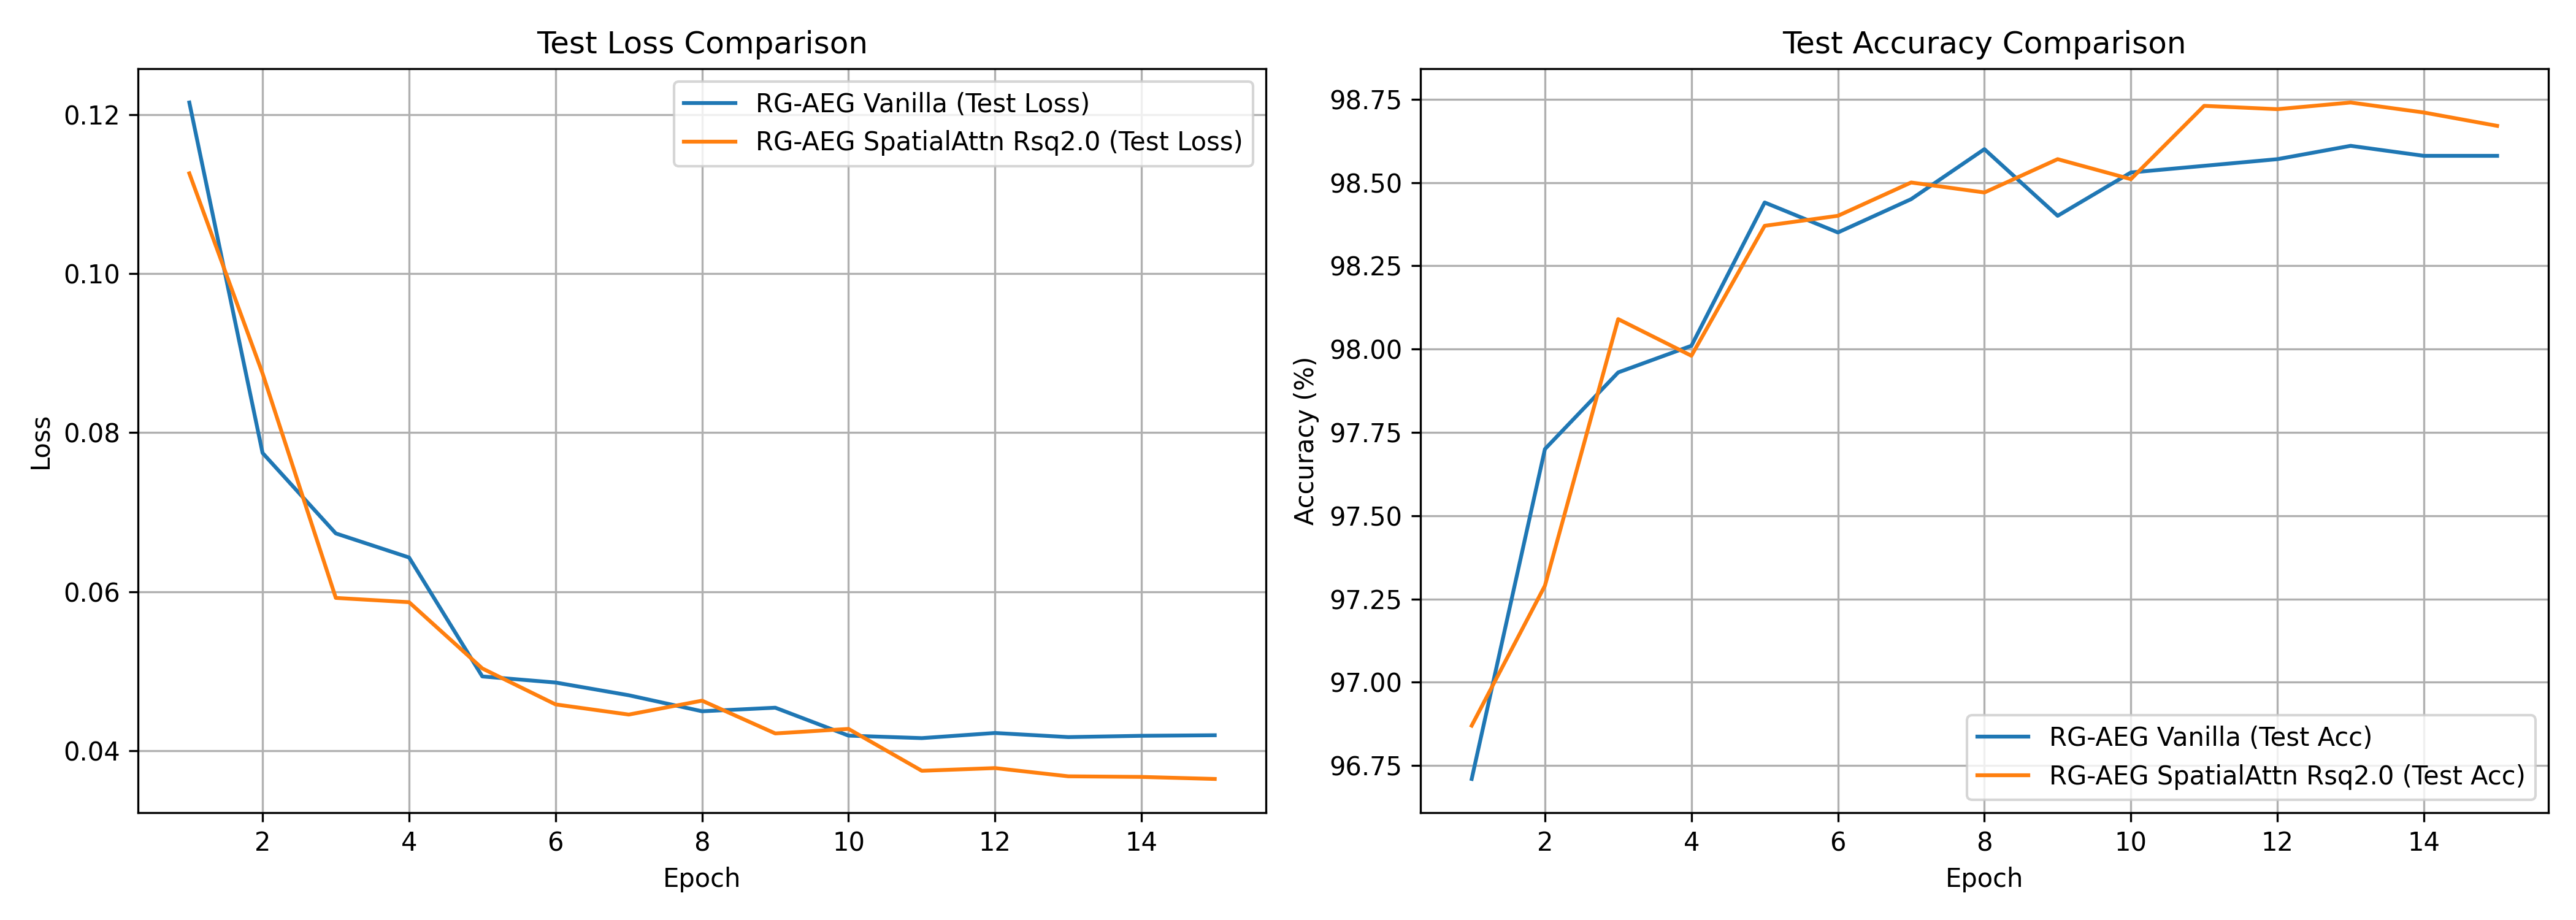 Test Loss Comparison
RG-AEG Vanilla (Test Loss)
RG-AEG SpatialAttn Rsq2.0 (Test Loss)
0.12
0.10
0.08
0.06
0.04
Loss
2 4 6 8 10 12 14
Epoch
Test Accuracy Comparison
98.75
98.50
98.25
98.00
97.75
97.50
97.25
97.00
96.75
Accuracy (%)
RG-AEG Vanilla (Test Acc)
RG-AEG SpatialAttn Rsq2.0 (Test Acc)
2 4 6 8 10 12 14
Epoch